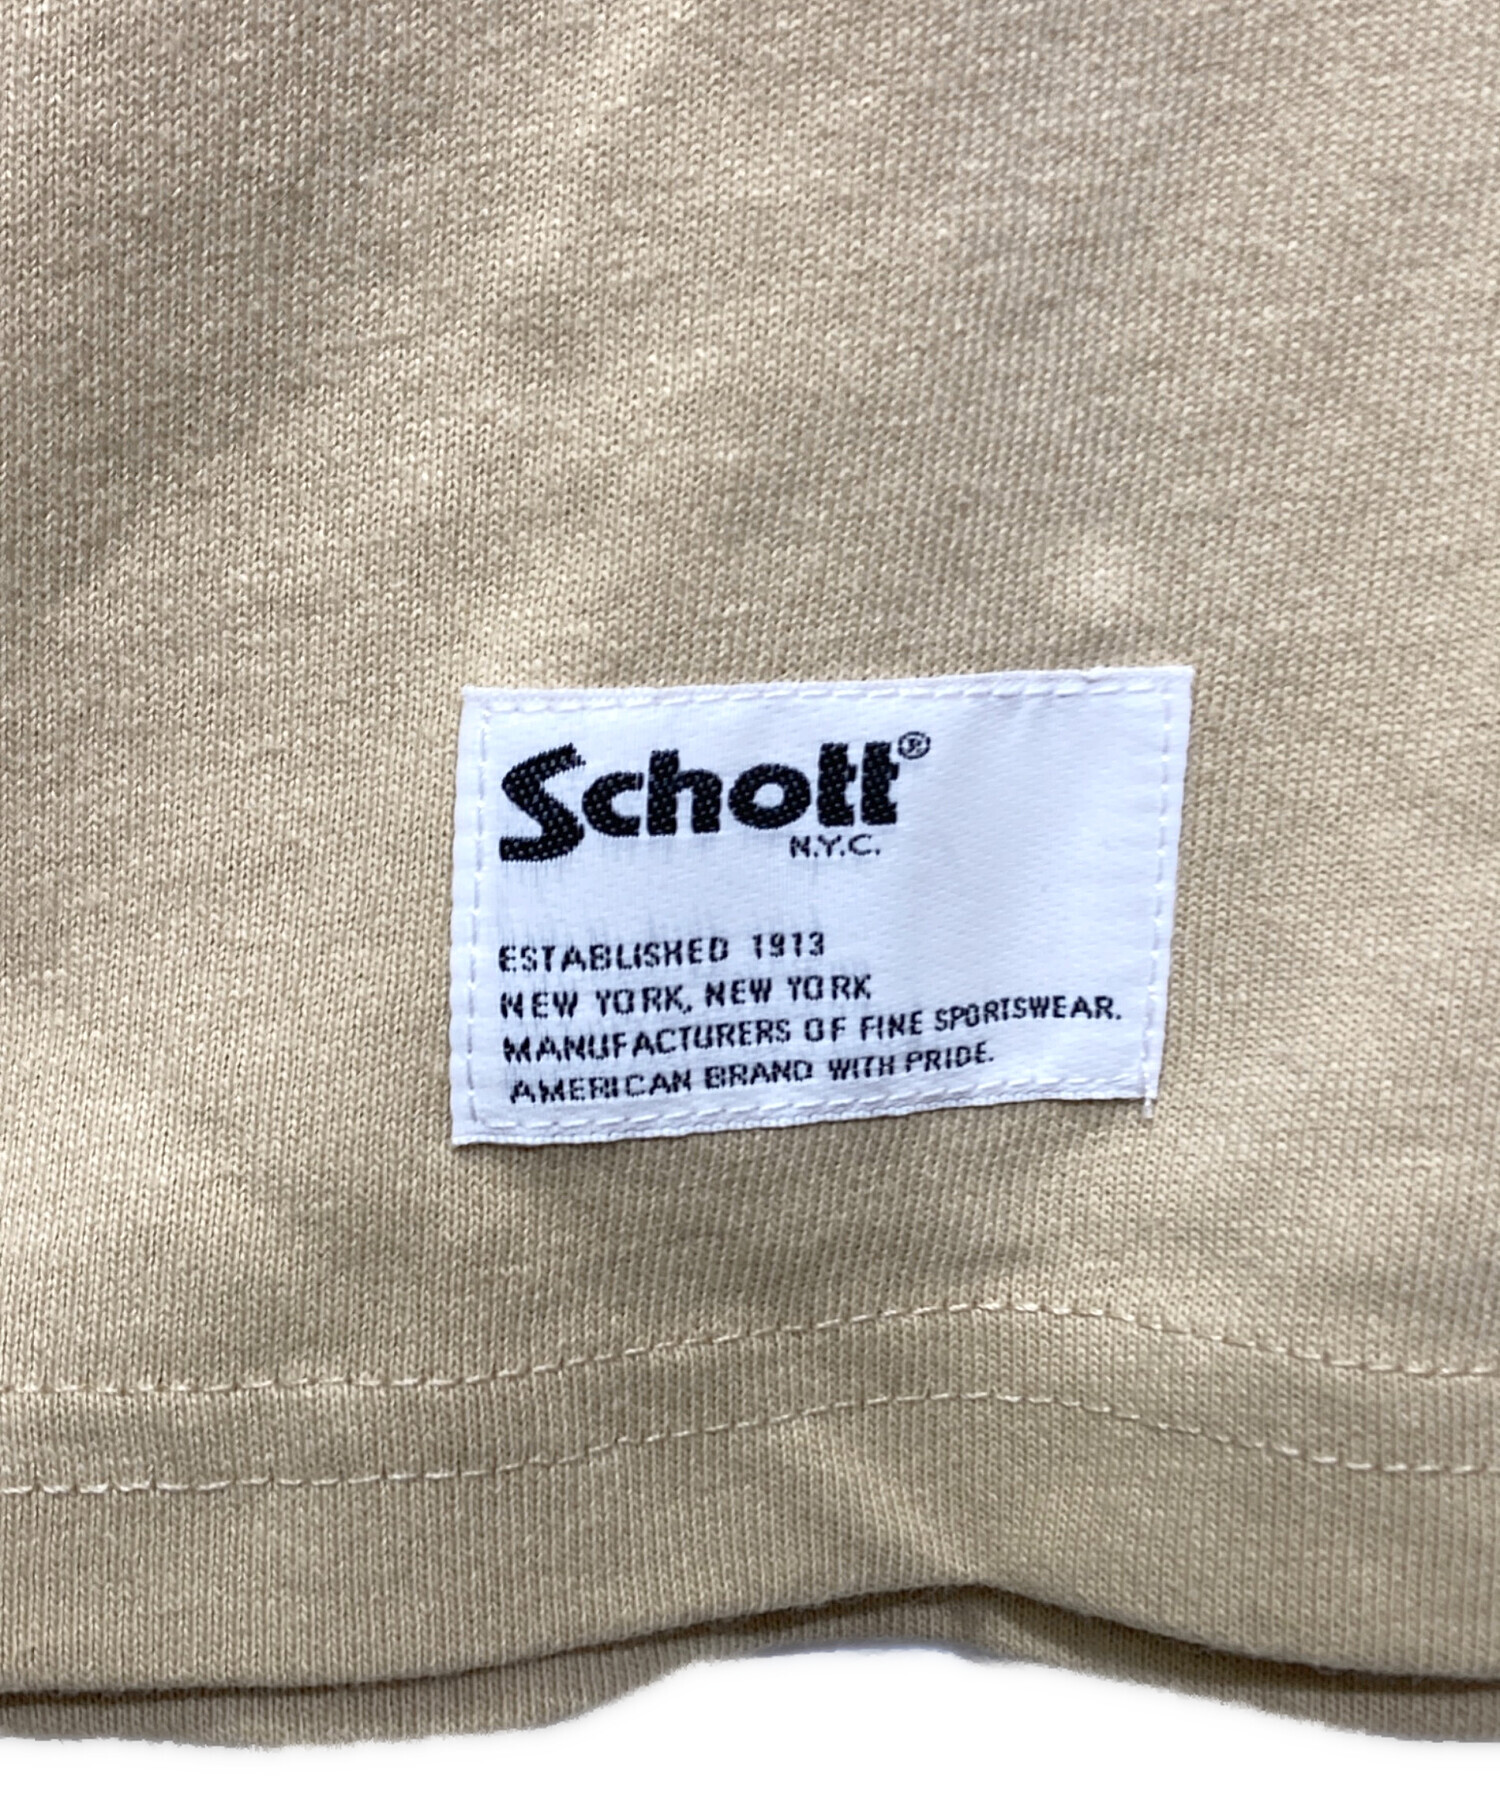 Schott®
N.Y.C.
ESTABLISHED 1913
NEW YORK, NEW YORK
MANUFACTURERS OF FINE SPORTSWEAR.
AMERICAN BRAND WITH PRIDE.